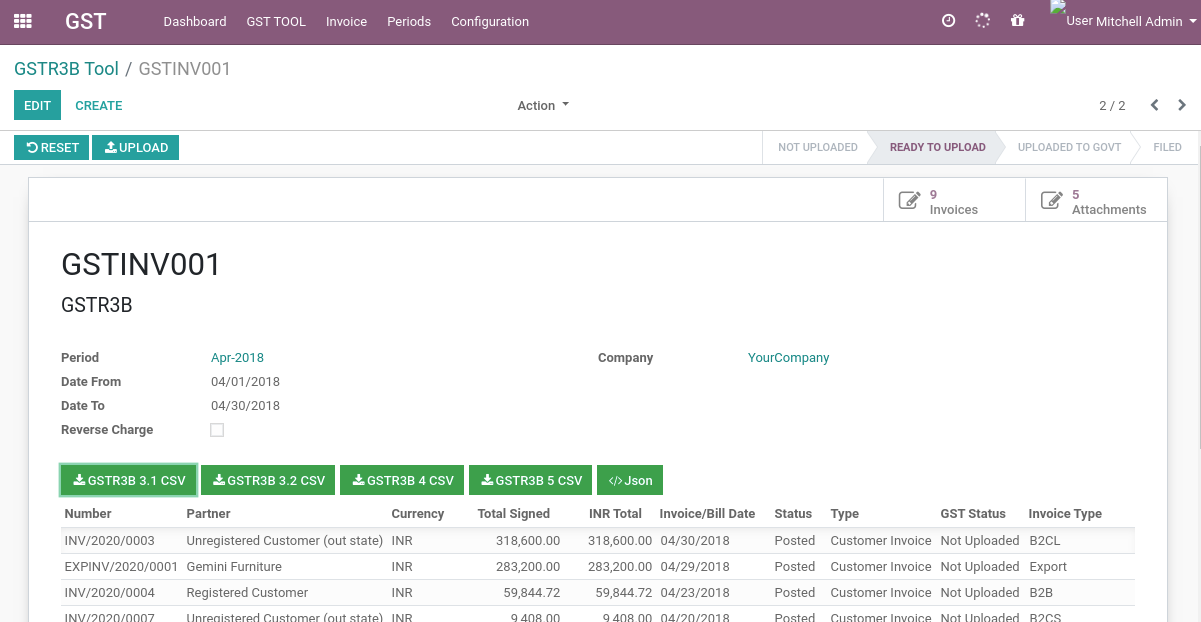 GST Dashboard GST TOOL Invoice Periods Configuration User Mitchell Admin
GSTR3B Tool / GSTINV001
EDIT CREATE Action 2 / 2
RESET UPLOAD NOT UPLOADED READY TO UPLOAD UPLOADED TO GOVT FILED
9 Invoices 5 Attachments
GSTINV001
GSTR3B
Period Apr-2018 Company YourCompany
Date From 04/01/2018
Date To 04/30/2018
Reverse Charge
GSTR3B 3.1 CSV GSTR3B 3.2 CSV GSTR3B 4 CSV GSTR3B 5 CSV </> Json
Number Partner Currency Total Signed INR Total Invoice/Bill Date Status Type GST Status Invoice Type
INV/2020/0003 Unregistered Customer (out state) INR 318,600.00 318,600.00 04/30/2018 Posted Customer Invoice Not Uploaded B2CL
EXPINV/2020/0001 Gemini Furniture INR 283,200.00 283,200.00 04/29/2018 Posted Customer Invoice Not Uploaded Export
INV/2020/0004 Registered Customer INR 59,844.72 59,844.72 04/23/2018 Posted Customer Invoice Not Uploaded B2B
INV/2020/0007 Unregistered Customer (out state) INR 9,408.00 9,408.00 04/20/2018 Posted Customer Invoice Not Uploaded B2CS